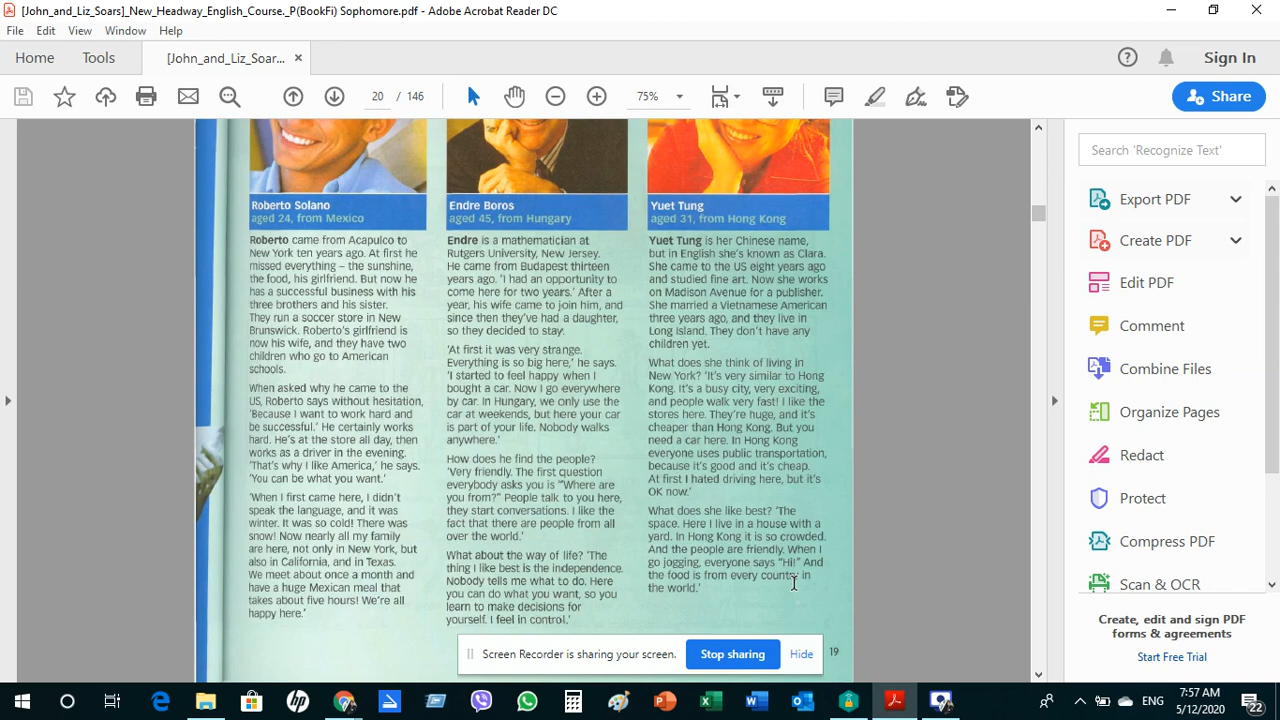 [John_and_Liz_Soars]_New_Headway_English_Course._P(BookFi) Sophomore.pdf - Adobe Acrobat Reader DC
File Edit View Window Help
Home Tools [John_and_Liz_Soar... ×
Sign In
20 / 146
75%
Share
Roberto Solano
aged 24, from Mexico
Roberto came from Acapulco to
New York ten years ago. At first he
missed everything – the sunshine,
the food, his girlfriend. But now he
has a successful business with his
three brothers and his sister.
They run a soccer store in New
Brunswick. Roberto's girlfriend is
now his wife, and they have two
children who go to American
schools.
When asked why he came to the
US, Roberto says without hesitation,
'Because I want to work hard and
be successful.' He certainly works
hard. He's at the store all day, then
works as a driver in the evening.
'That's why I like America,' he says.
'You can be what you want.'
'When I first came here, I didn't
speak the language, and it was
winter. It was so cold! There was
snow! Now nearly all my family
are here, not only in New York, but
also in California, and in Texas.
We meet about once a month and
have a huge Mexican meal that
takes about five hours! We're all
happy here.'
Endre Boros
aged 45, from Hungary
Endre is a mathematician at
Rutgers University, New Jersey.
He came from Budapest thirteen
years ago. 'I had an opportunity to
come here for two years.' After a
year, his wife came to join him, and
since then they've had a daughter,
so they decided to stay.
'At first it was very strange.
Everything is so big here,' he says.
'I started to feel happy when I
bought a car. Now I go everywhere
by car. In Hungary, we only use the
car at weekends, but here your car
is part of your life. Nobody walks
anywhere.'
How does he find the people?
'Very friendly. The first question
everybody asks you is "Where are
you from?" People talk to you here,
they start conversations. I like the
fact that there are people from all
over the world.'
What about the way of life? 'The
thing I like best is the independence.
Nobody tells me what to do. Here
you can do what you want, so you
learn to make decisions for
yourself. I feel in control.'
Yuet Tung
aged 31, from Hong Kong
Yuet Tung is her Chinese name,
but in English she's known as Clara.
She came to the US eight years ago
and studied fine art. Now she works
on Madison Avenue for a publisher.
She married a Vietnamese American
three years ago, and they live in
Long Island. They don't have any
children yet.
What does she think of living in
New York? 'It's very similar to Hong
Kong. It's a busy city, very exciting,
and people walk very fast! I like the
stores here. They're huge, and it's
cheaper than Hong Kong. But you
need a car here. In Hong Kong
everyone uses public transportation,
because it's good and it's cheap.
At first I hated driving here, but it's
OK now.'
What does she like best? 'The
space. Here I live in a house with a
yard. In Hong Kong it is so crowded.
And the people are friendly. When I
go jogging, everyone says "Hi!" And
the food is from every country in
the world.'
19
Screen Recorder is sharing your screen. Stop sharing Hide
Search 'Recognize Text'
Export PDF
Create PDF
Edit PDF
Comment
Combine Files
Organize Pages
Redact
Protect
Compress PDF
Scan & OCR
Create, edit and sign PDF
forms & agreements
Start Free Trial
ENG
7:57 AM
5/12/2020
22